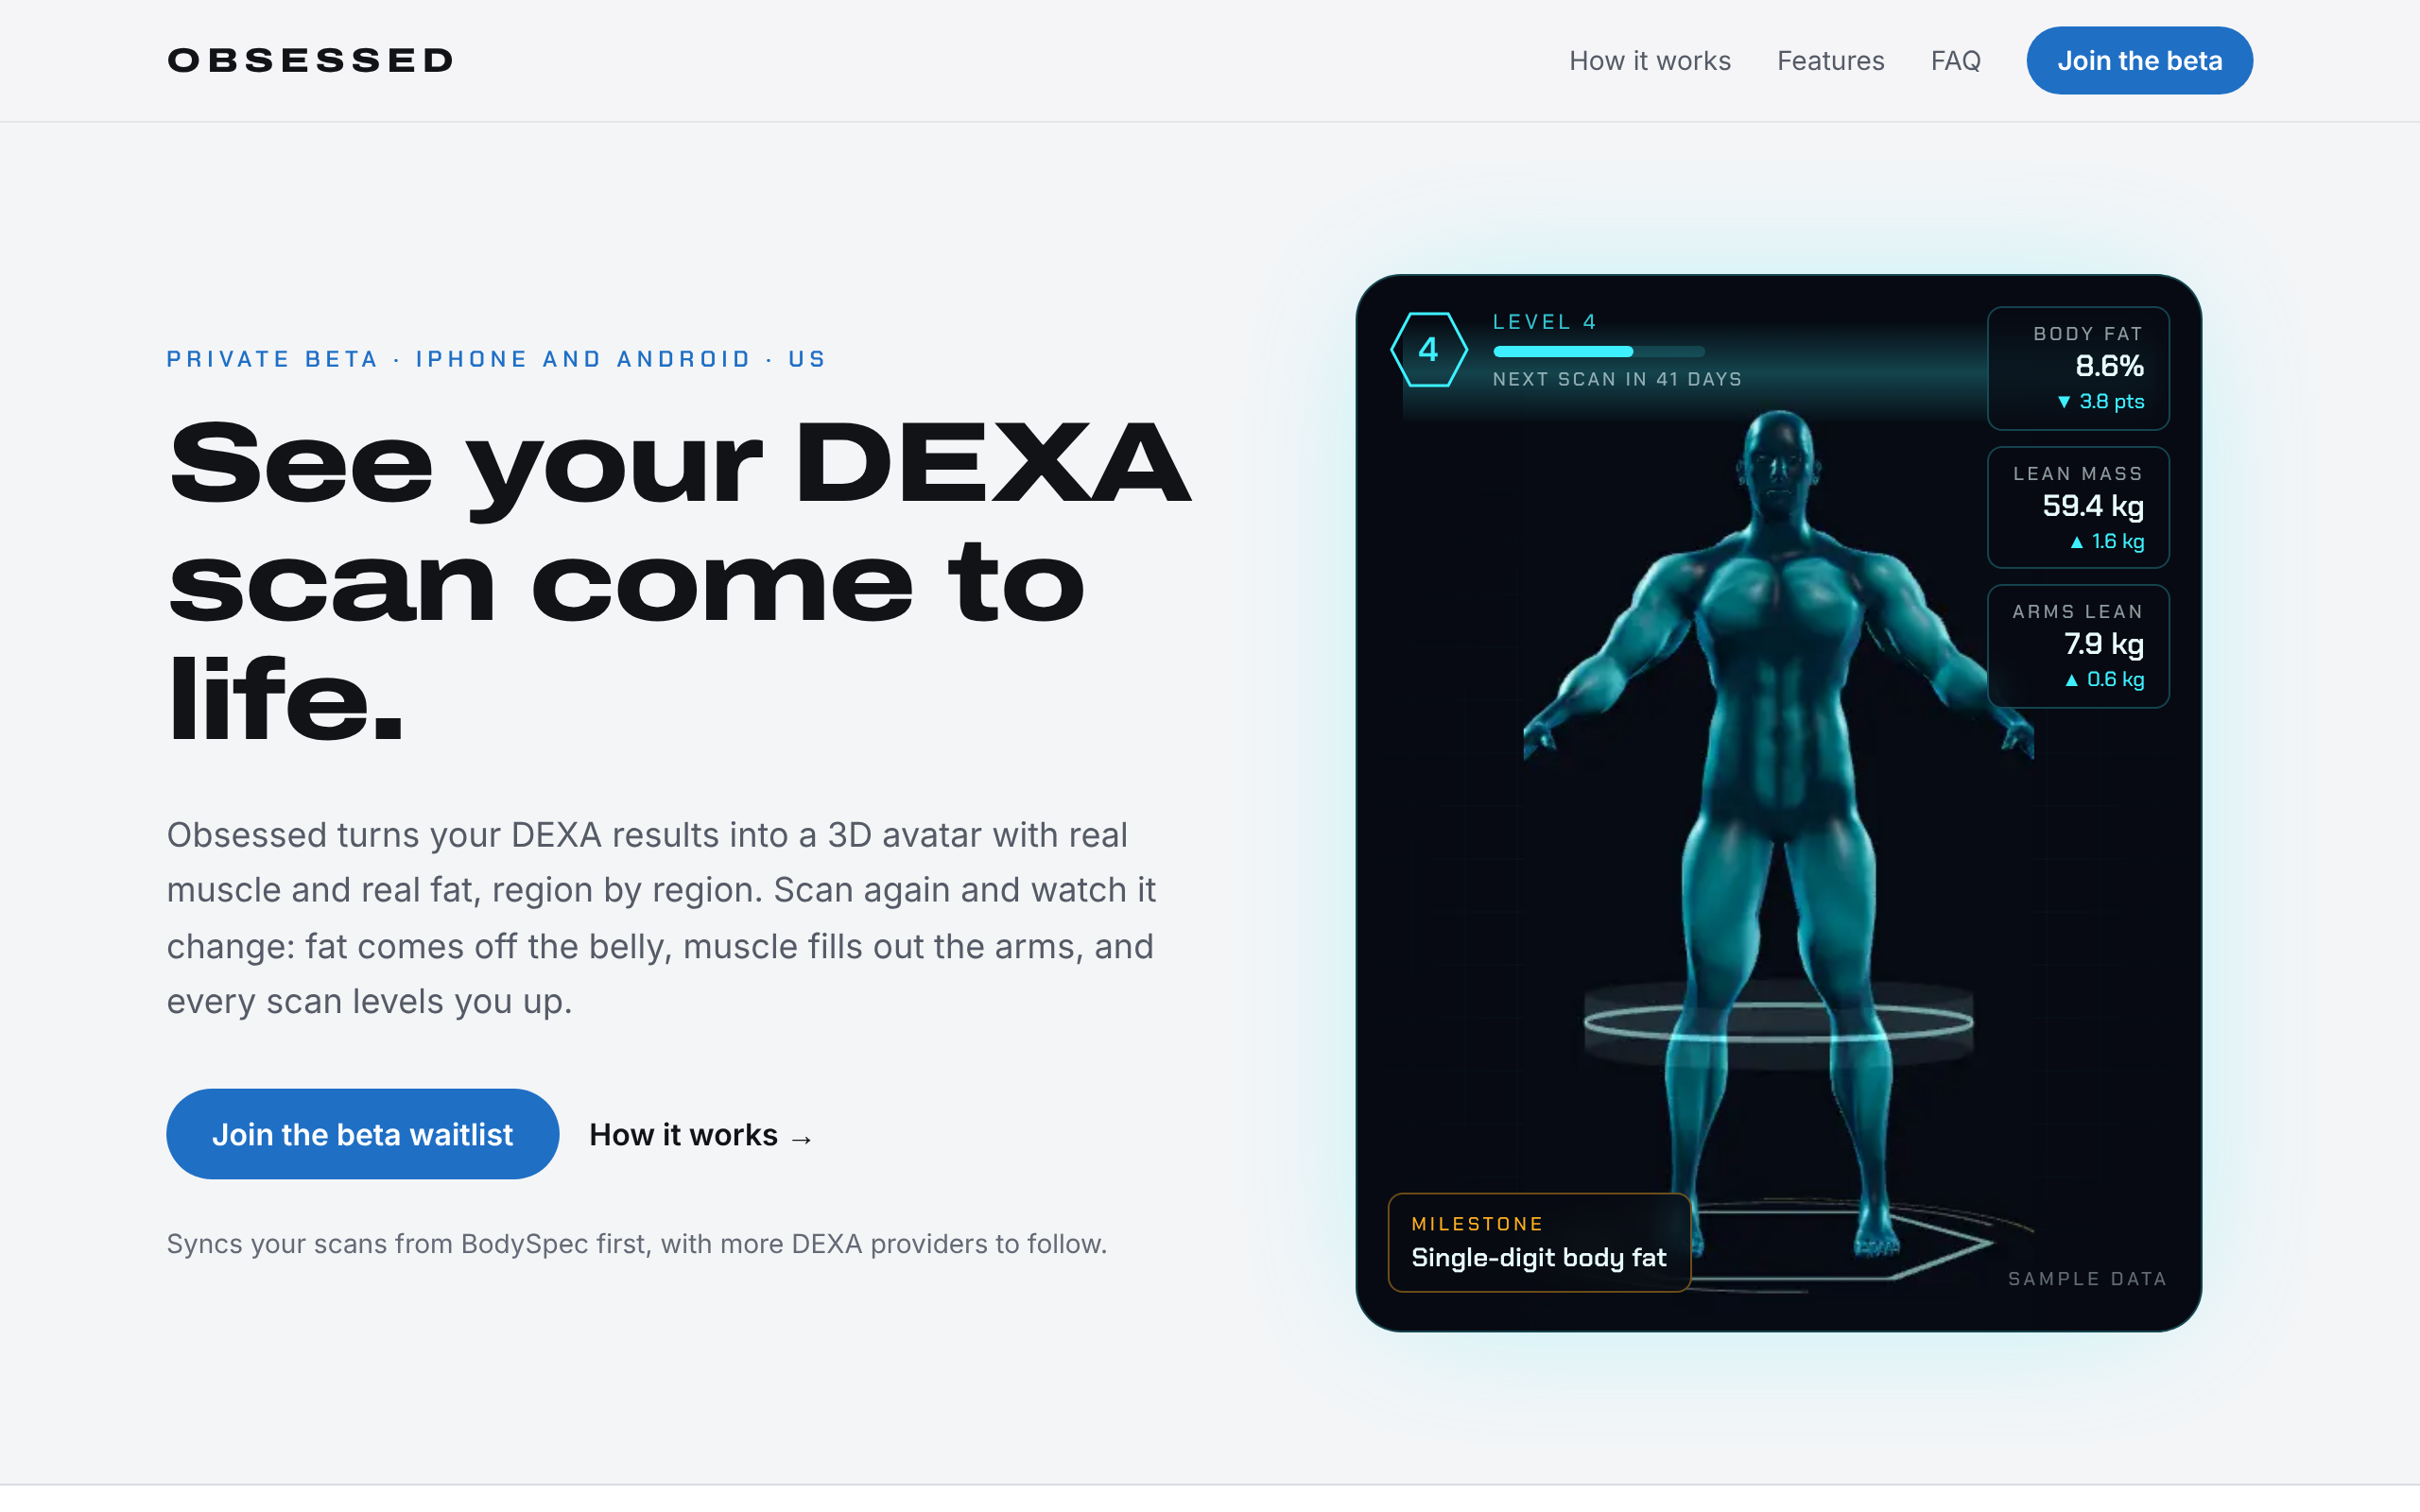 OBSESSED
How it works
Features
FAQ
Join the beta
PRIVATE BETA · IPHONE AND ANDROID · US
See your DEXA
scan come to
life.
Obsessed turns your DEXA results into a 3D avatar with real
muscle and real fat, region by region. Scan again and watch it
change: fat comes off the belly, muscle fills out the arms, and
every scan levels you up.
Join the beta waitlist
How it works →
Syncs your scans from BodySpec first, with more DEXA providers to follow.
4
LEVEL 4
NEXT SCAN IN 41 DAYS
BODY FAT
8.6%
▼ 3.8 pts
LEAN MASS
59.4 kg
▲ 1.6 kg
ARMS LEAN
7.9 kg
▲ 0.6 kg
MILESTONE
Single-digit body fat
SAMPLE DATA